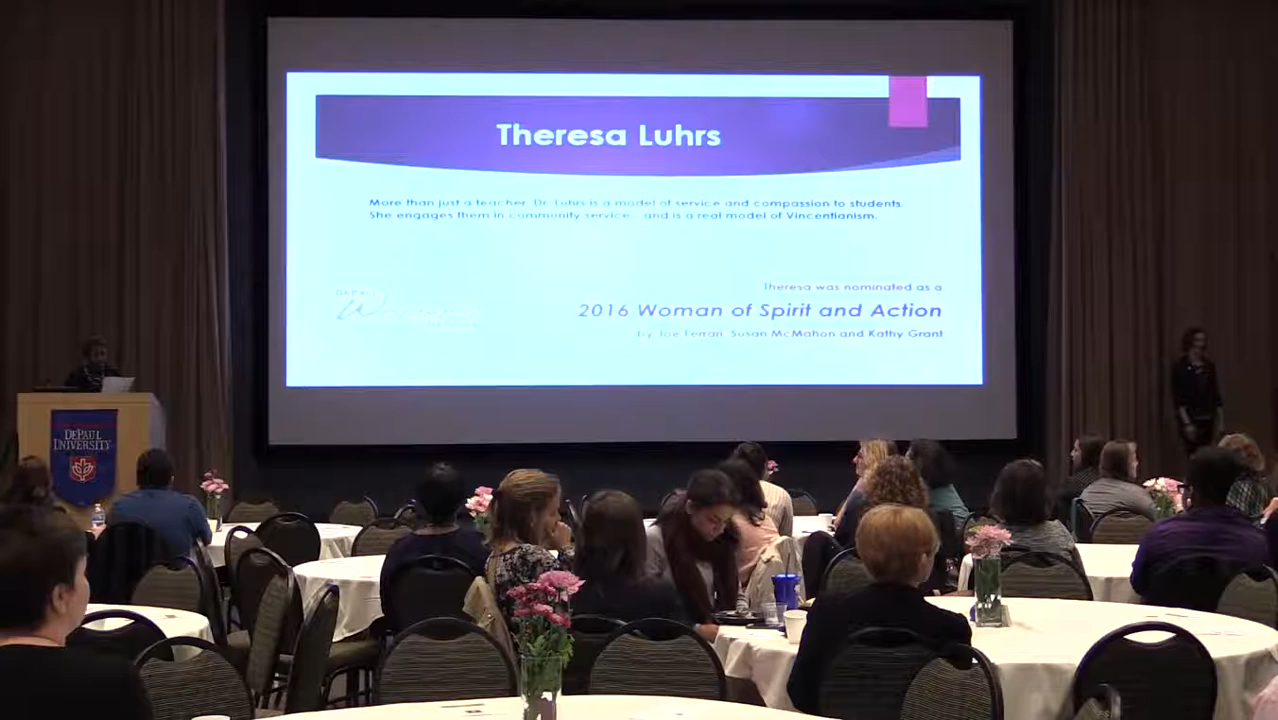 Theresa Luhrs
More than just a teacher, Dr. Luhrs is a model of service and compassion to students.
She engages them in community service... and is a real model of Vincentianism.
DePaul
Women's
Theresa was nominated as a
2016 Woman of Spirit and Action
by Joe Ferrari, Susan McMahon and Kathy Grant
DEPAUL
UNIVERSITY